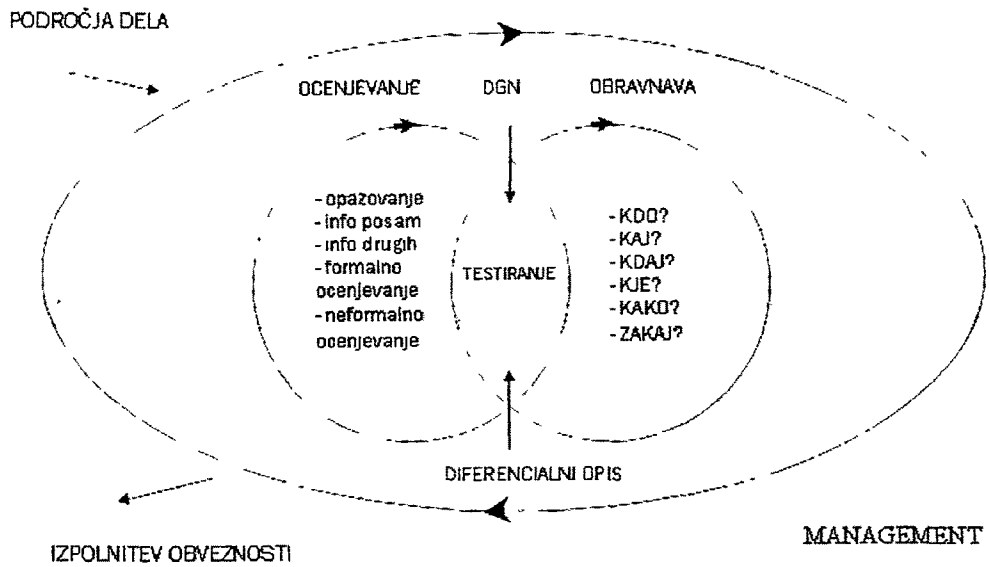 PODROČJA DELA
OCENJEVANJE
DGN
OBRAVNAVA
-opazovanje
-info posam
-info drugih
-formalno
ocenjevanje
-neformalno
ocenjevanje
TESTIRANJE
-KDO?
-KAJ?
-KDAJ?
-KJE?
-KAKO?
-ZAKAJ?
DIFERENCIALNI OPIS
IZPOLNITEV OBVEZNOSTI
MANAGEMENT